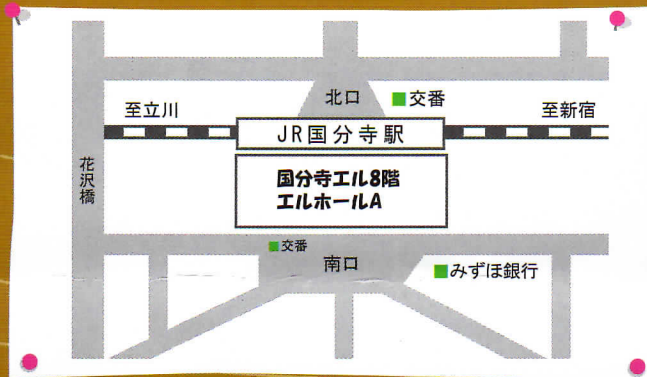 北口
■交番
至立川
至新宿
JR国分寺駅
花沢橋
国分寺エル8階
エルホールA
■交番
南口
■みずほ銀行